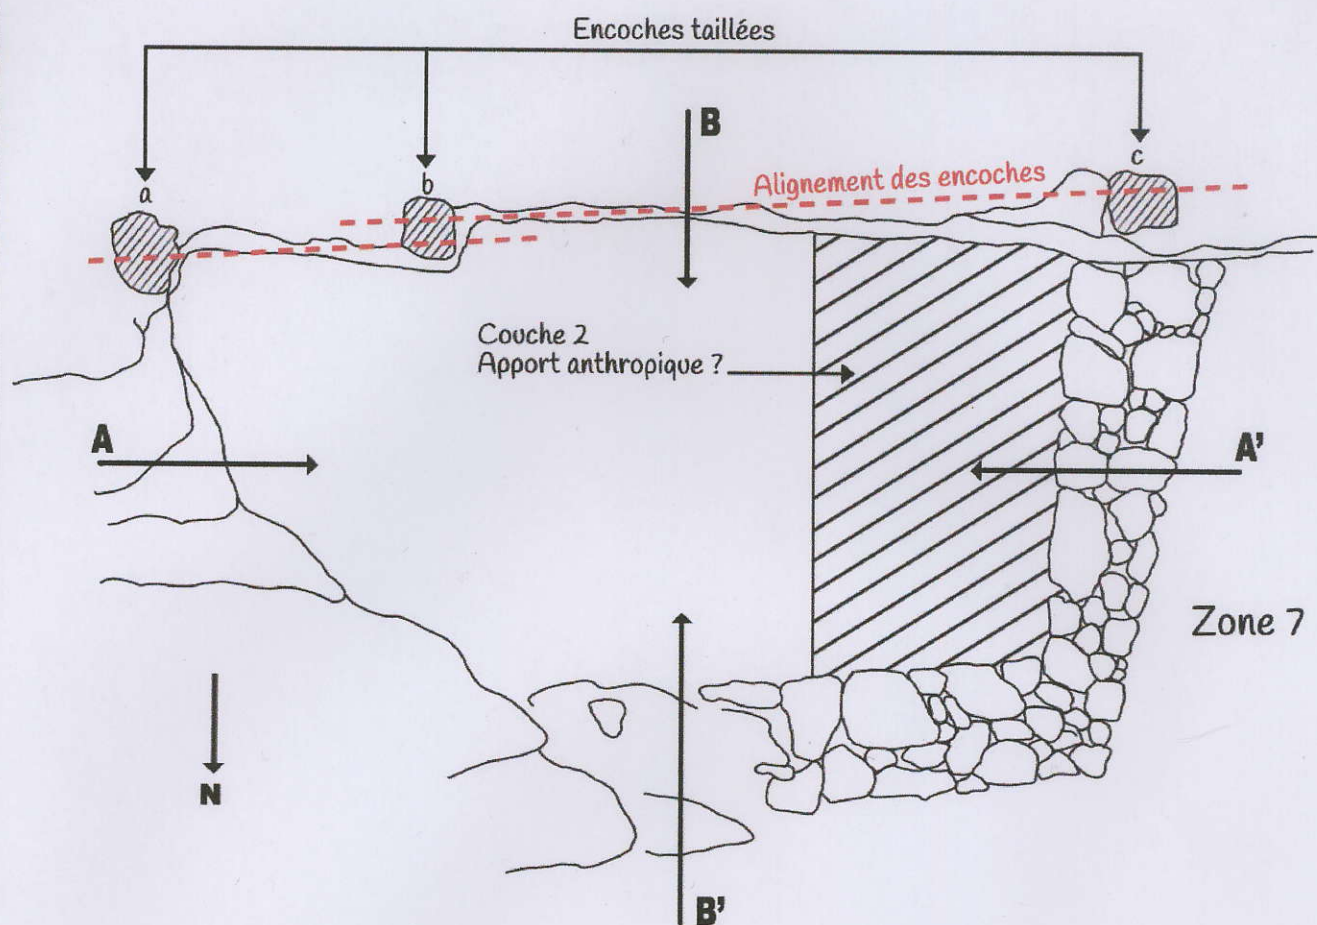 Encoches taillées
B
a
b
c
Alignement des encoches
Couche 2
Apport anthropique ?
A
A'
Zone 7
N
B'